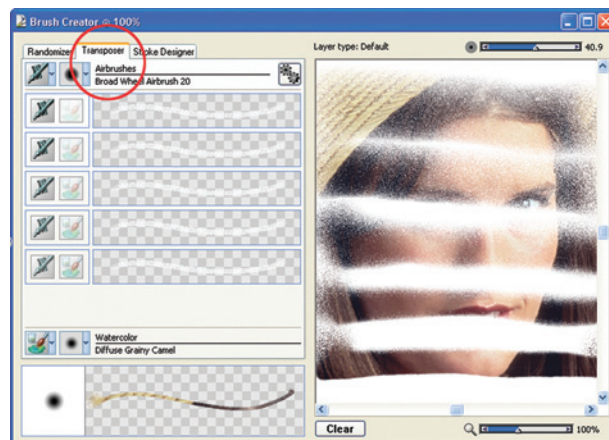 Brush Creator @ 100%
Randomizer Transposer Stroke Designer
Airbrushes
Broad Wheel Airbrush 20
Watercolor
Diffuse Grainy Camel
Layer type: Default
40.9
Clear
100%